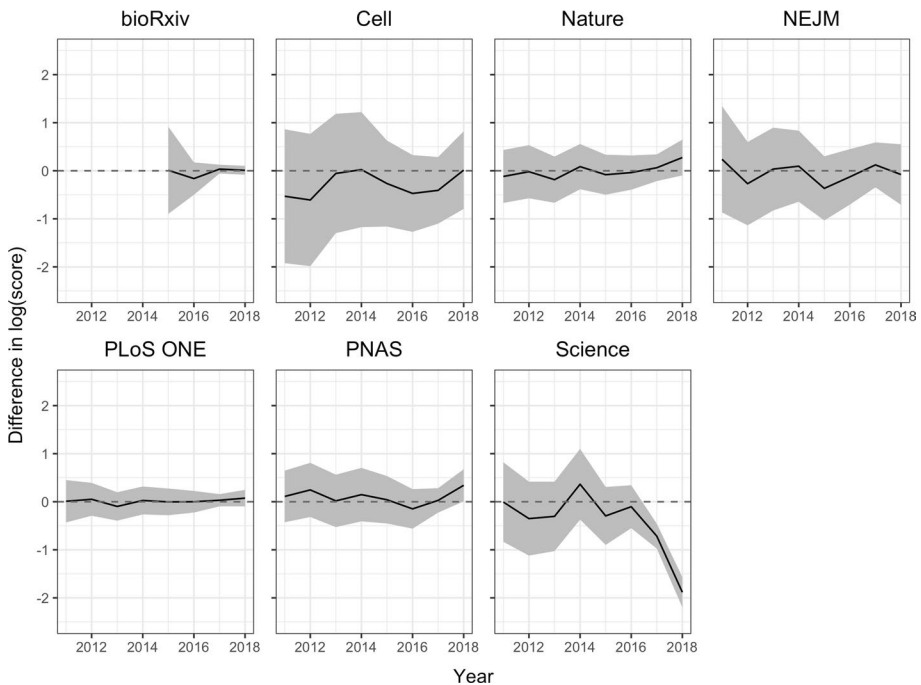 bioRxiv Cell Nature NEJM
2
1
0
-1
-2
2012 2014 2016 2018 2012 2014 2016 2018 2012 2014 2016 2018 2012 2014 2016 2018
PLoS ONE PNAS Science
2
1
0
-1
-2
2012 2014 2016 2018 2012 2014 2016 2018 2012 2014 2016 2018
Difference in log(score)
Year